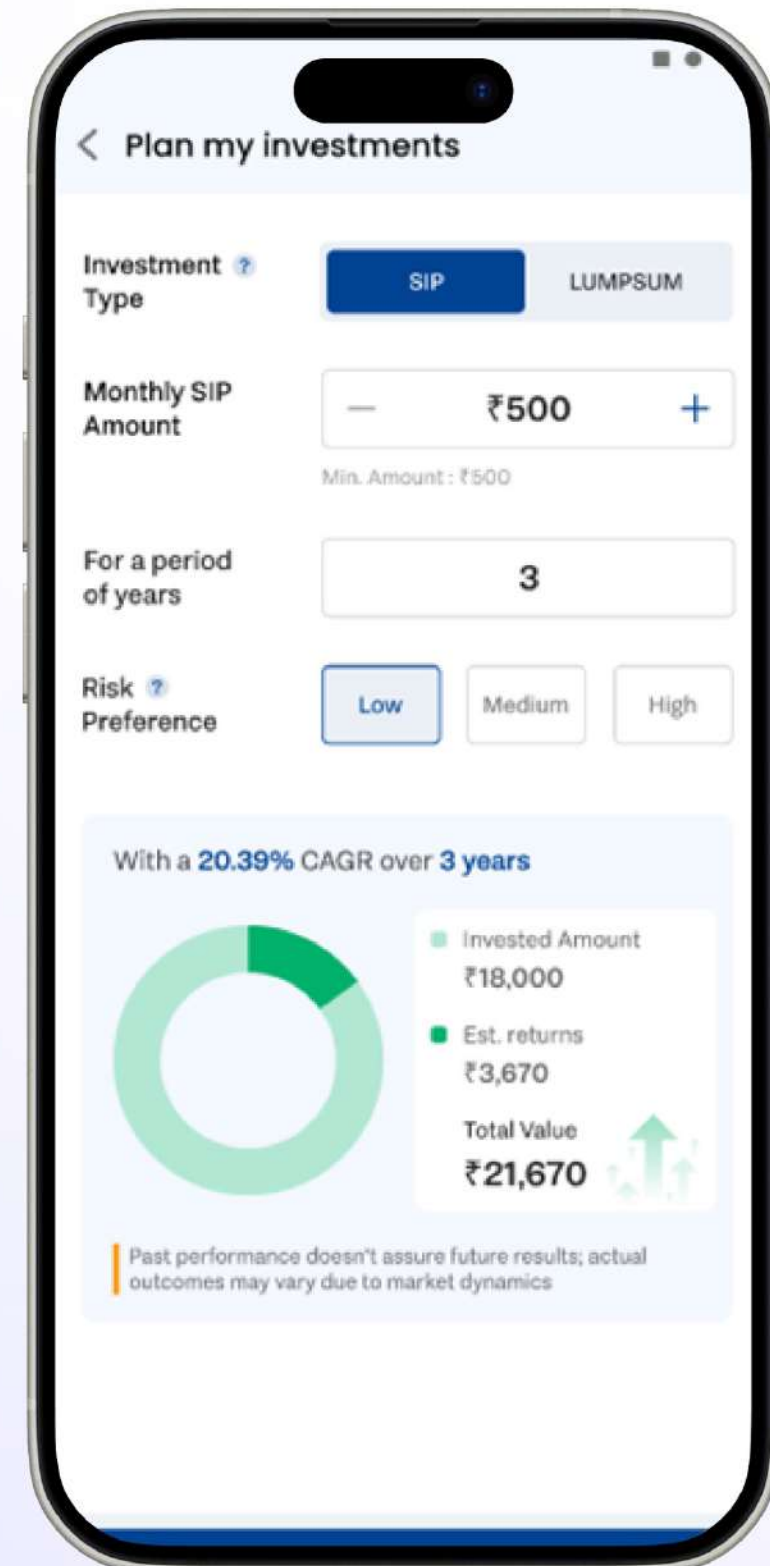 Plan my investments
Investment ?
Type
SIP
LUMPSUM
Monthly SIP
Amount
₹500
Min. Amount : ₹500
For a period
of years
3
Risk ?
Preference
Low
Medium
High
With a 20.39% CAGR over 3 years
Invested Amount
₹18,000
Est. returns
₹3,670
Total Value
₹21,670
Past performance doesn't assure future results; actual
outcomes may vary due to market dynamics